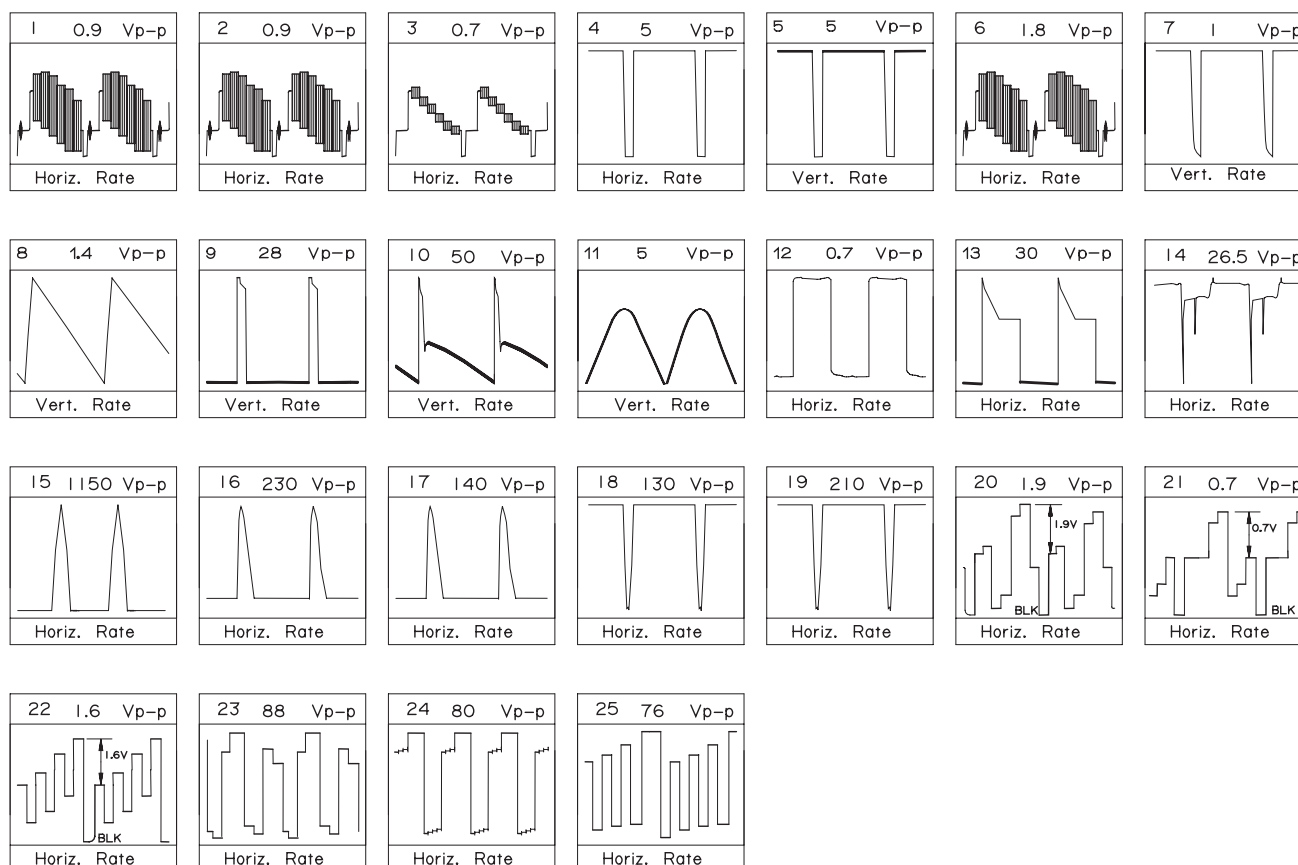 1 0.9 Vp-p
Horiz. Rate
2 0.9 Vp-p
Horiz. Rate
3 0.7 Vp-p
Horiz. Rate
4 5 Vp-p
Horiz. Rate
5 5 Vp-p
Vert. Rate
6 1.8 Vp-p
Horiz. Rate
7 1 Vp-p
Vert. Rate
8 1.4 Vp-p
Vert. Rate
9 28 Vp-p
Vert. Rate
10 50 Vp-p
Vert. Rate
11 5 Vp-p
Vert. Rate
12 0.7 Vp-p
Horiz. Rate
13 30 Vp-p
Horiz. Rate
14 26.5 Vp-p
Horiz. Rate
15 1150 Vp-p
Horiz. Rate
16 230 Vp-p
Horiz. Rate
17 140 Vp-p
Horiz. Rate
18 130 Vp-p
Horiz. Rate
19 210 Vp-p
Horiz. Rate
20 1.9 Vp-p
1.9V
BLK
Horiz. Rate
21 0.7 Vp-p
0.7V
BLK
Horiz. Rate
22 1.6 Vp-p
1.6V
BLK
Horiz. Rate
23 88 Vp-p
Horiz. Rate
24 80 Vp-p
Horiz. Rate
25 76 Vp-p
Horiz. Rate